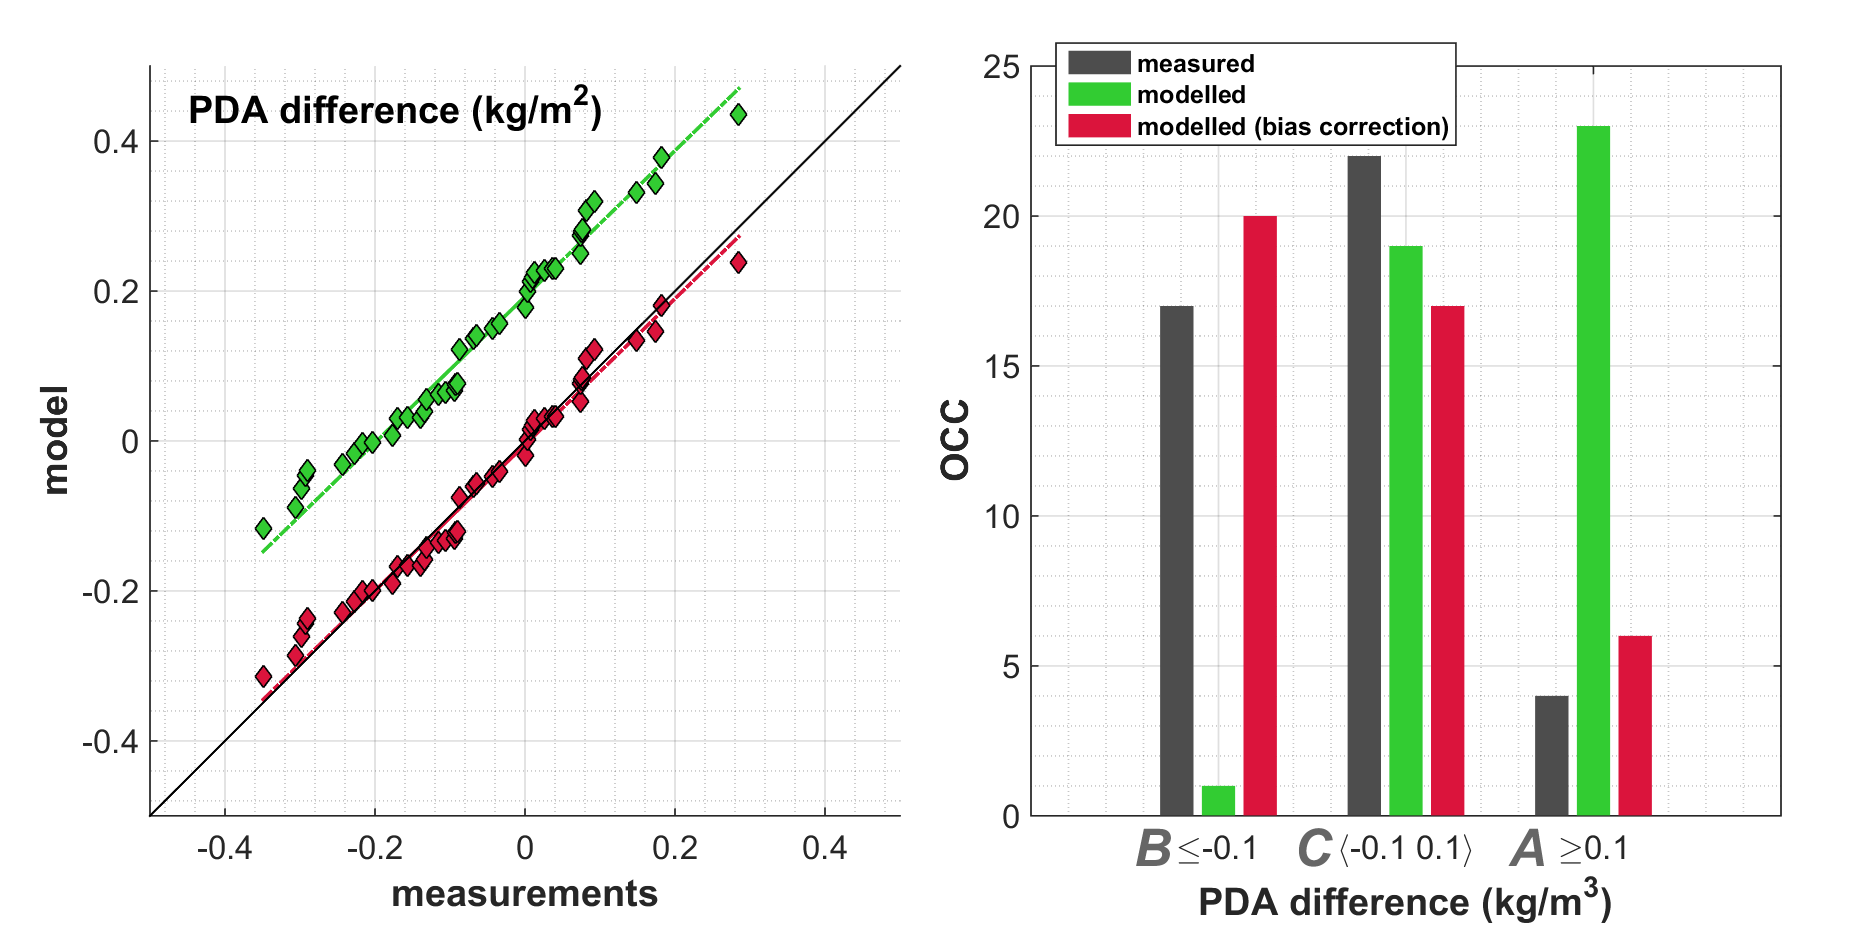 PDA difference (kg/m²)
0.4
0.2
0
-0.2
-0.4
model
-0.4 -0.2 0 0.2 0.4
measurements
measured
modelled
modelled (bias correction)
25
20
15
10
5
0
OCC
B ≤-0.1 C ⟨-0.1 0.1⟩ A ≥0.1
PDA difference (kg/m³)